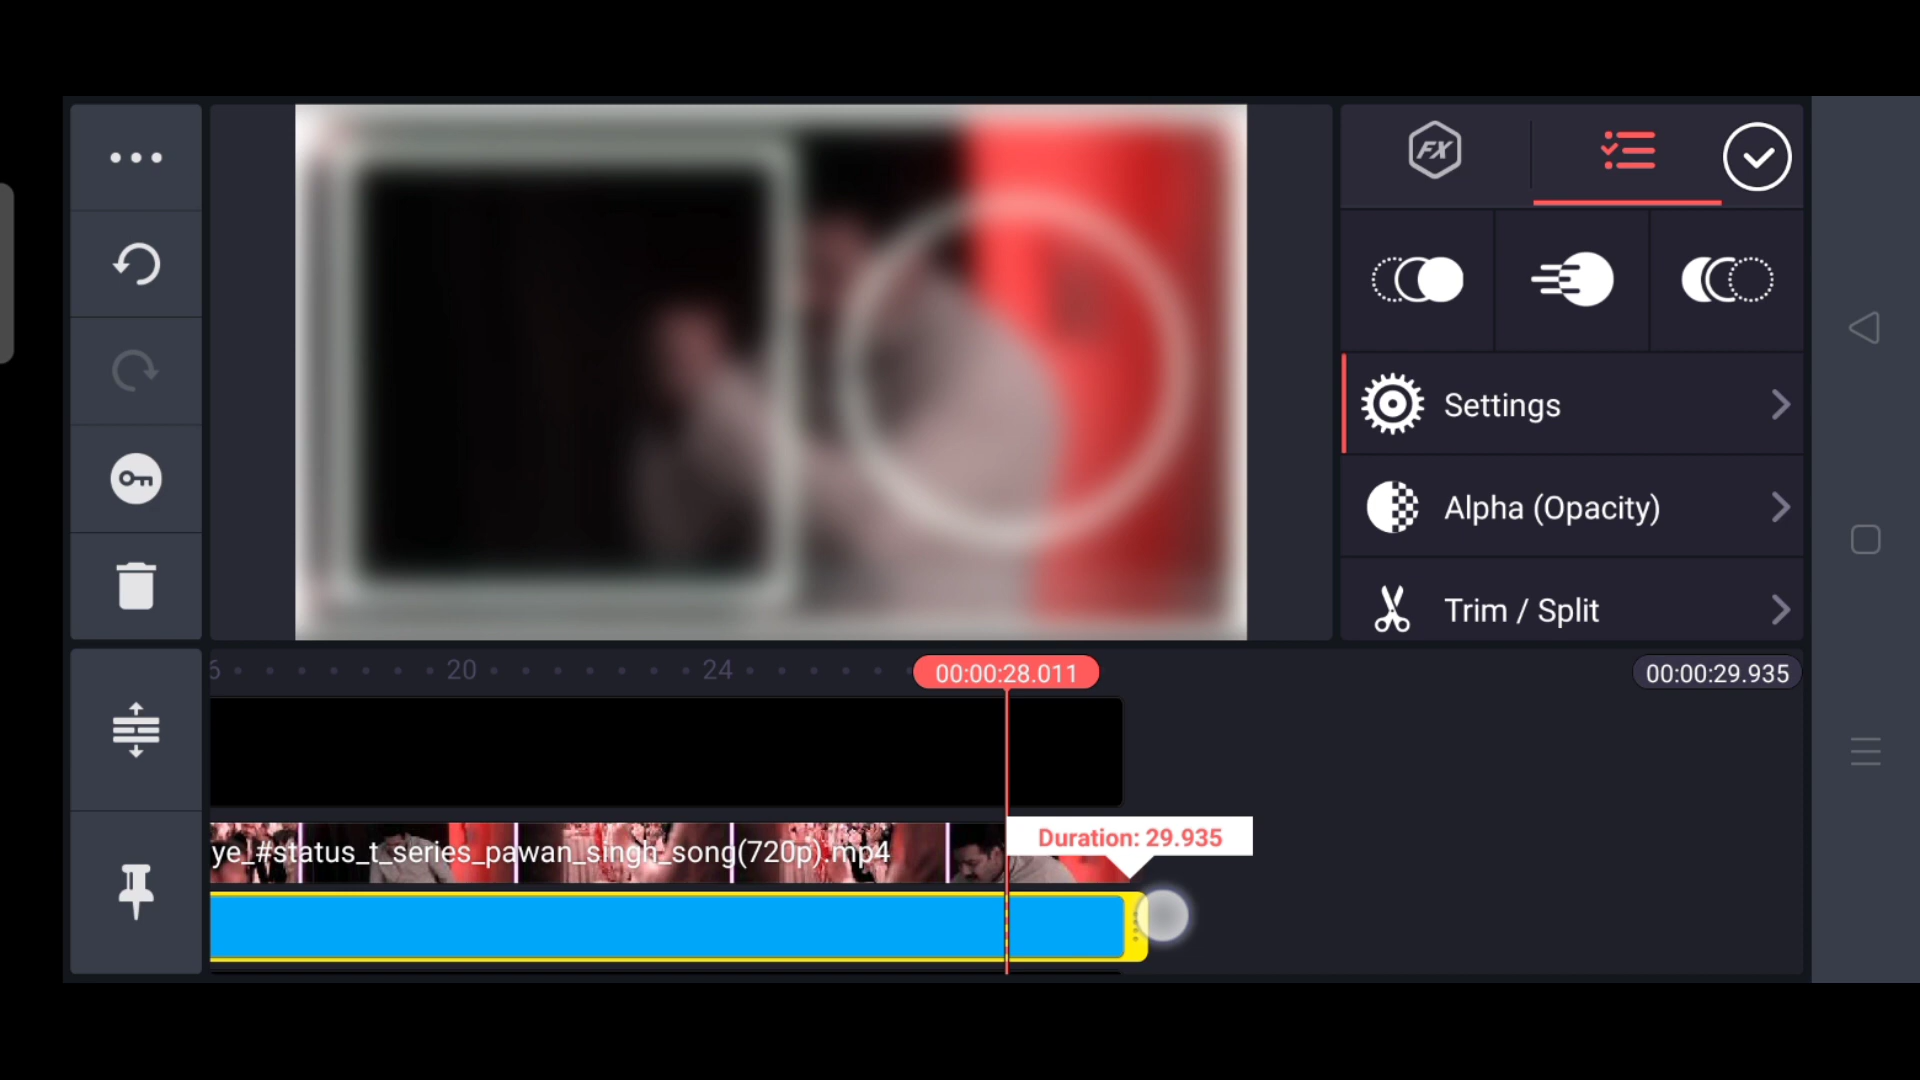 FX
Settings
Alpha (Opacity)
Trim / Split
6 20 24 00:00:28.011 00:00:29.935
ye_#status_t_series_pawan_singh_song(720p).mp4
Duration: 29.935